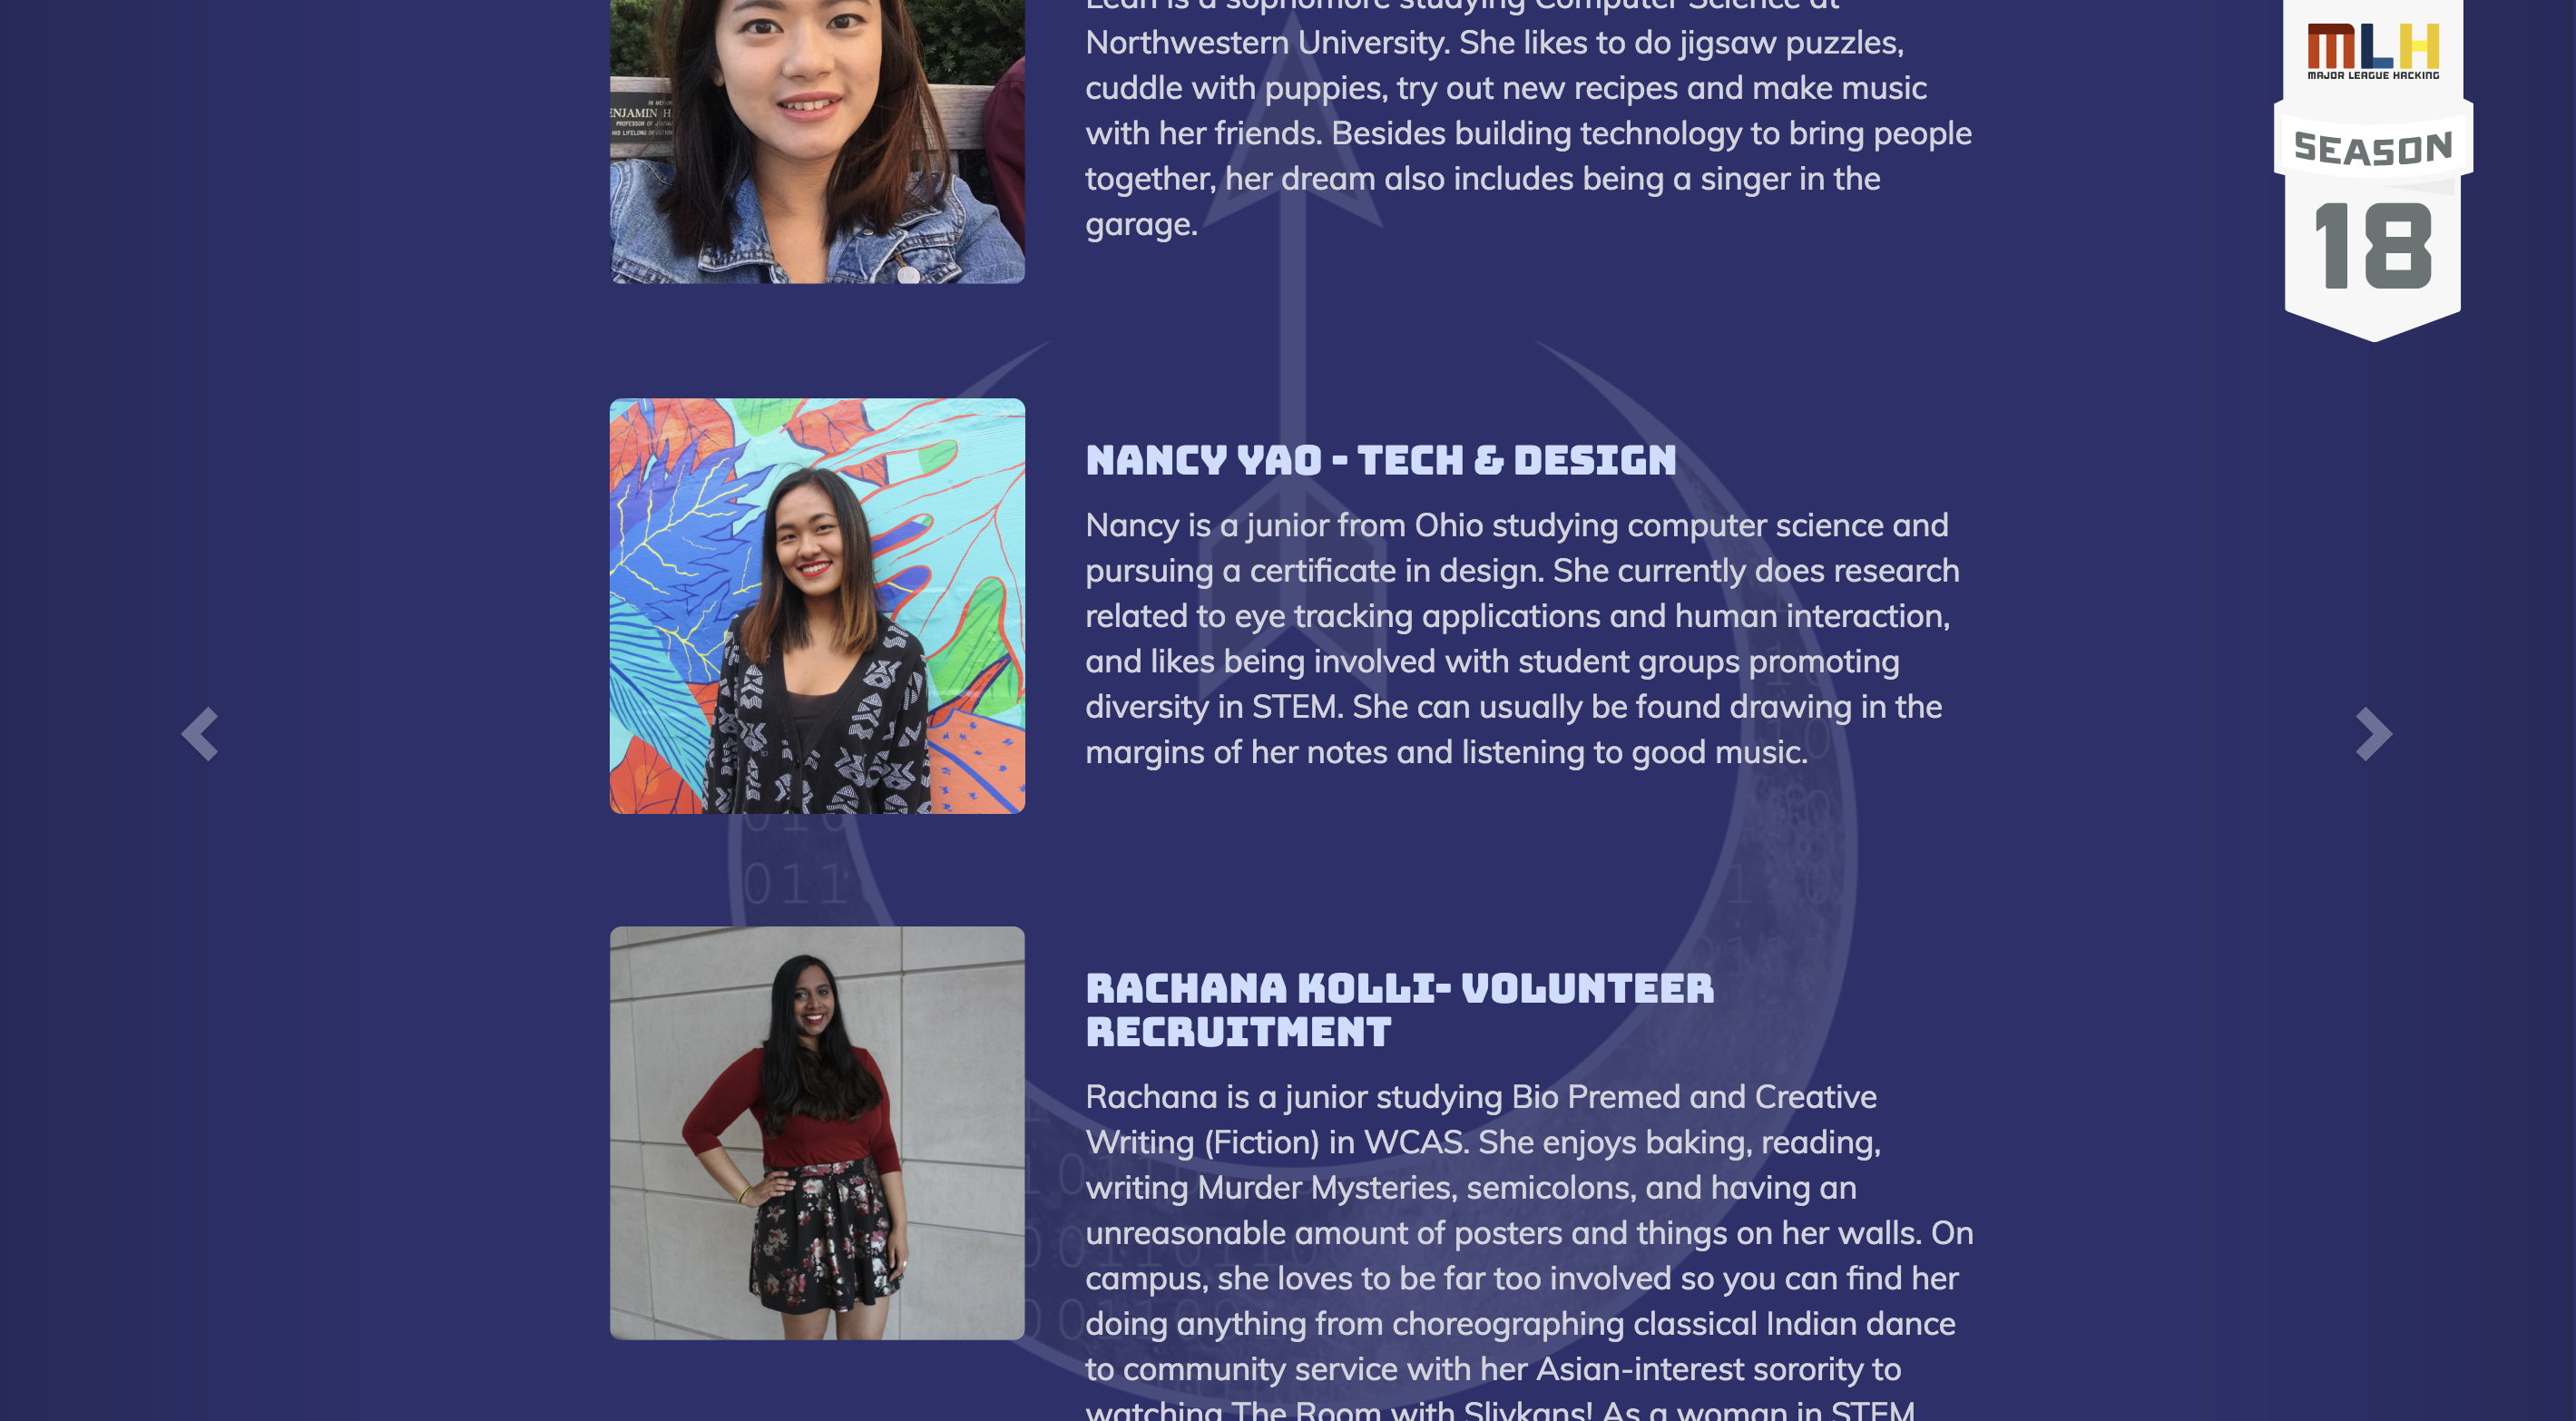 Leah is a sophomore studying Computer Science at
Northwestern University. She likes to do jigsaw puzzles,
cuddle with puppies, try out new recipes and make music
with her friends. Besides building technology to bring people
together, her dream also includes being a singer in the
garage.
MLH
MAJOR LEAGUE HACKING
SEASON
18
NANCY YAO - TECH & DESIGN
Nancy is a junior from Ohio studying computer science and
pursuing a certificate in design. She currently does research
related to eye tracking applications and human interaction,
and likes being involved with student groups promoting
diversity in STEM. She can usually be found drawing in the
margins of her notes and listening to good music.
011
RACHANA KOLLI- VOLUNTEER
RECRUITMENT
Rachana is a junior studying Bio Premed and Creative
Writing (Fiction) in WCAS. She enjoys baking, reading,
writing Murder Mysteries, semicolons, and having an
unreasonable amount of posters and things on her walls. On
campus, she loves to be far too involved so you can find her
doing anything from choreographing classical Indian dance
to community service with her Asian-interest sorority to
watching The Room with Slivkans! As a woman in STEM